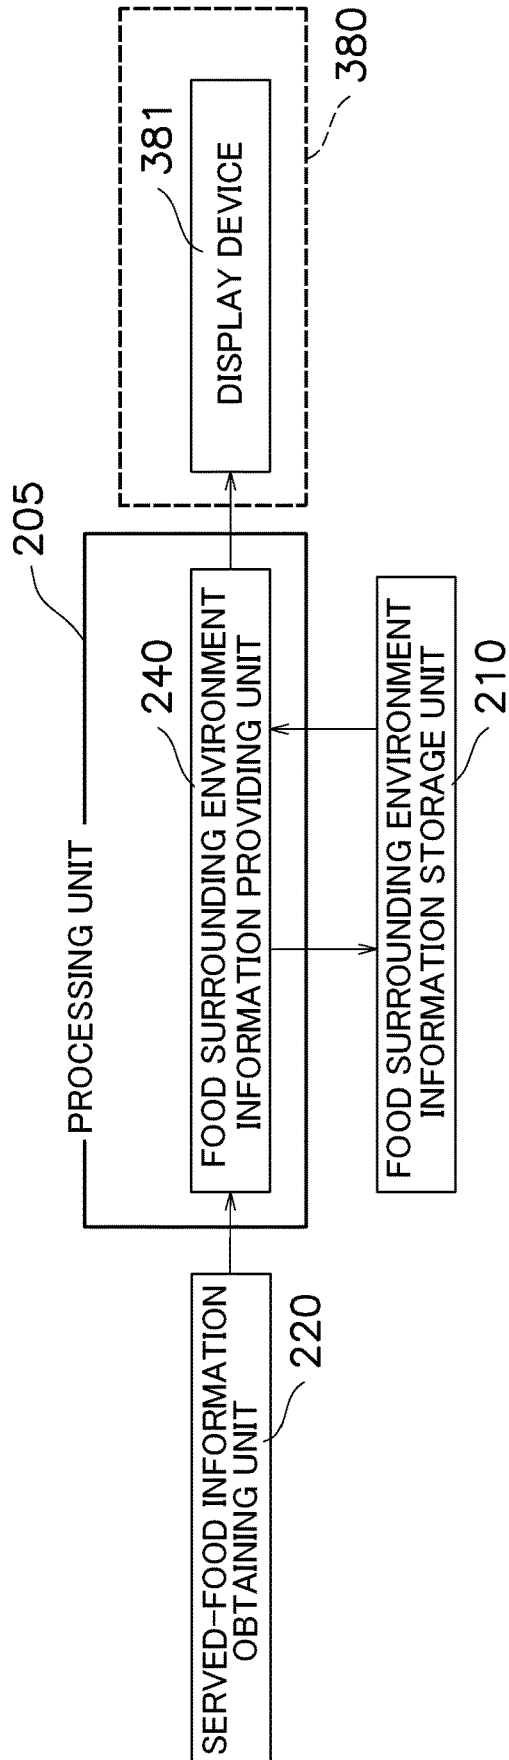 SERVED-FOOD INFORMATION
OBTAINING UNIT
220
PROCESSING UNIT
205
240
FOOD SURROUNDING ENVIRONMENT
INFORMATION PROVIDING UNIT
FOOD SURROUNDING ENVIRONMENT
INFORMATION STORAGE UNIT
210
381
DISPLAY DEVICE
380